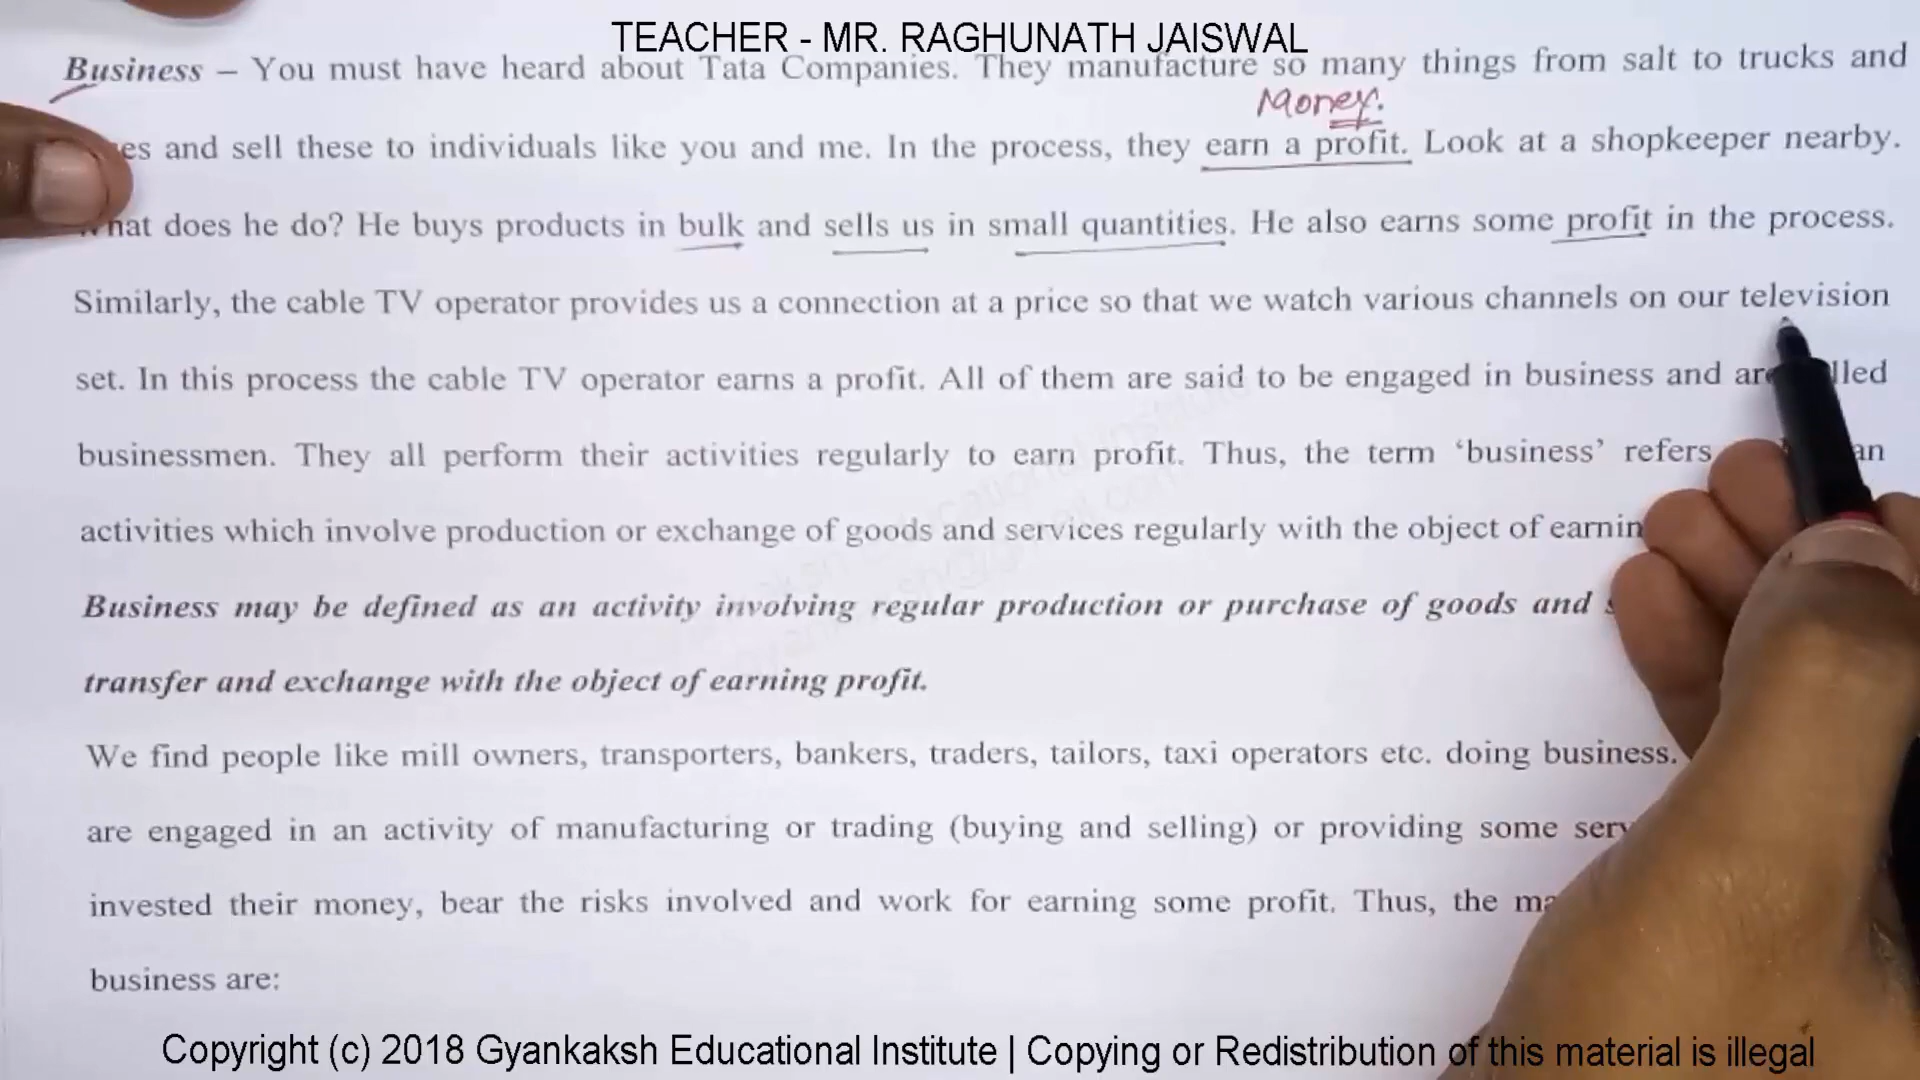 TEACHER - MR. RAGHUNATH JAISWAL
Business – You must have heard about Tata Companies. They manufacture so many things from salt to trucks and
Money.
es and sell these to individuals like you and me. In the process, they earn a profit. Look at a shopkeeper nearby.
hat does he do? He buys products in bulk and sells us in small quantities. He also earns some profit in the process.
Similarly, the cable TV operator provides us a connection at a price so that we watch various channels on our television
set. In this process the cable TV operator earns a profit. All of them are said to be engaged in business and ar lled
businessmen. They all perform their activities regularly to earn profit. Thus, the term ‘business’ refers an
activities which involve production or exchange of goods and services regularly with the object of earnin
Business may be defined as an activity involving regular production or purchase of goods and
transfer and exchange with the object of earning profit.
We find people like mill owners, transporters, bankers, traders, tailors, taxi operators etc. doing business.
are engaged in an activity of manufacturing or trading (buying and selling) or providing some ser
invested their money, bear the risks involved and work for earning some profit. Thus, the ma
business are:
Copyright (c) 2018 Gyankaksh Educational Institute | Copying or Redistribution of this material is illegal